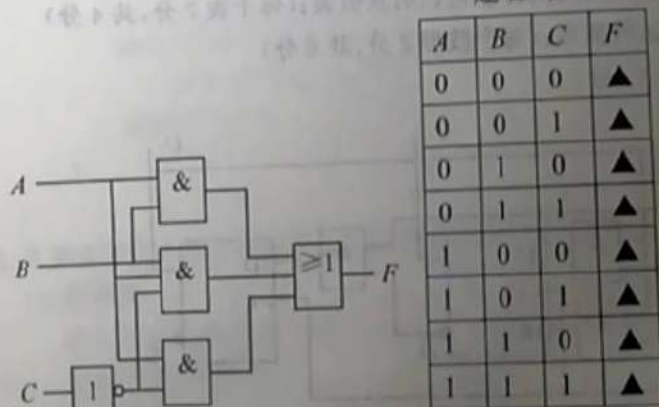 A B C F
0 0 0 ▲
0 0 1 ▲
0 1 0 ▲
0 1 1 ▲
1 0 0 ▲
1 0 1 ▲
1 1 0 ▲
1 1 1 ▲
A
&
B
&
≥1
F
&
C
1